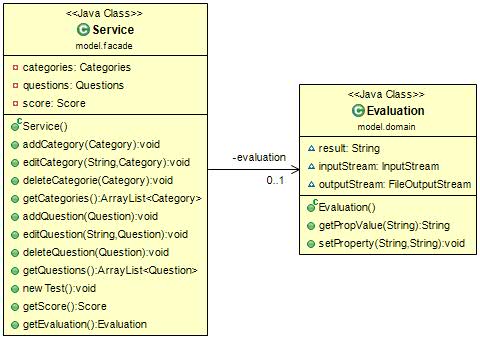 <<Java Class>>
Service
model.facade
categories: Categories
questions: Questions
score: Score
Service()
addCategory(Category):void
editCategory(String,Category):void
deleteCategorie(Category):void
getCategories():ArrayList<Category>
addQuestion(Question):void
editQuestion(String,Question):void
deleteQuestion(Question):void
getQuestions():ArrayList<Question>
newTest():void
getScore():Score
getEvaluation():Evaluation
-evaluation
0..1
<<Java Class>>
Evaluation
model.domain
result: String
inputStream: InputStream
outputStream: FileOutputStream
Evaluation()
getPropValue(String):String
setProperty(String,String):void